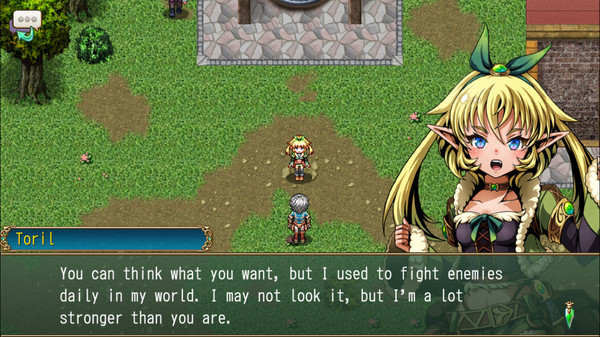 Toril
You can think what you want, but I used to fight enemies
daily in my world. I may not look it, but I'm a lot
stronger than you are.